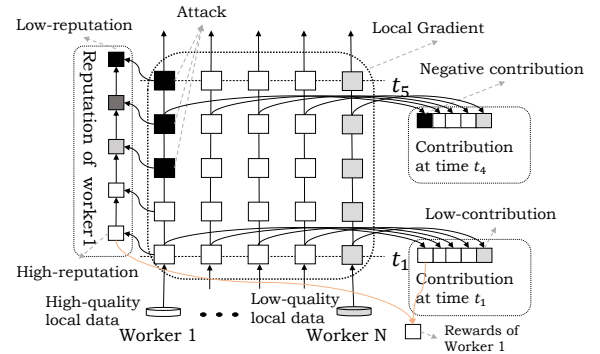 Attack
Low-reputation
Local Gradient
Reputation of worker1
t5
Negative contribution
Contribution
at time t4
Low-contribution
High-reputation
t1
Contribution
at time t1
High-quality
local data
Low-quality
local data
Worker 1
Worker N
Rewards of
Worker 1